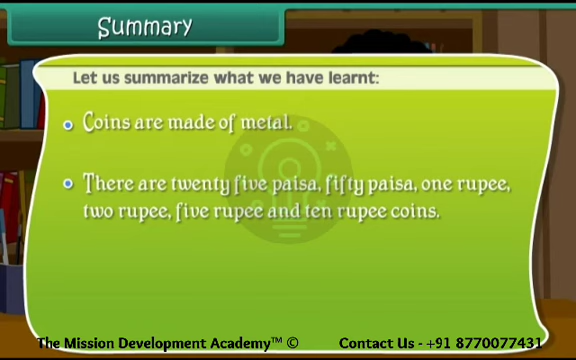 Summary
Let us summarize what we have learnt:
Coins are made of metal.
There are twenty five paisa, fifty paisa, one rupee,
two rupee, five rupee and ten rupee coins.
The Mission Development Academy™ © Contact Us - +91 8770077431